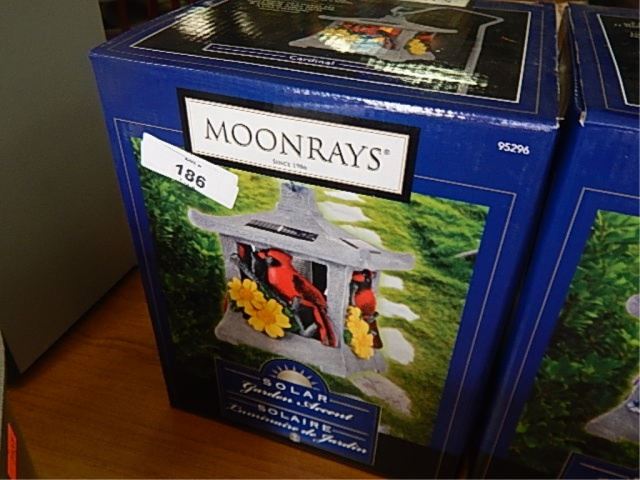 Cardinal
95296
MOONRAYS®
SINCE 1986
186
SOLAR
Garden Accent
SOLAIRE
Luminaire de Jardin